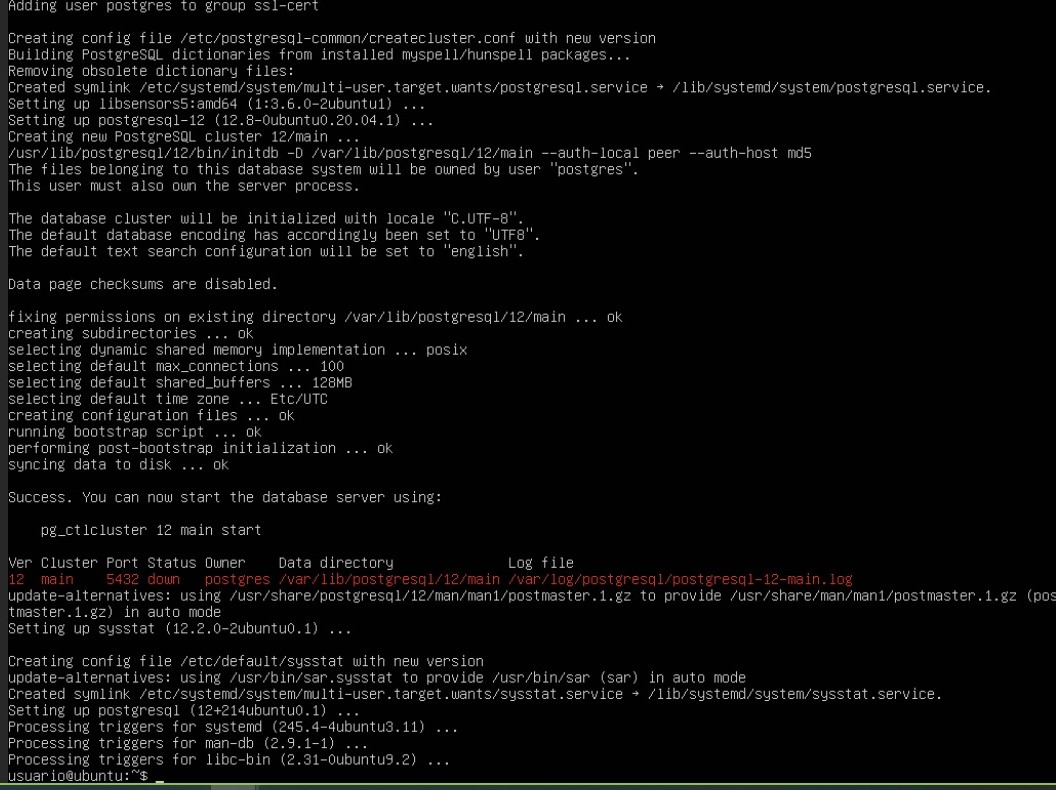 Adding user postgres to group ssl-cert
Creating config file /etc/postgresql-common/createcluster.conf with new version
Building PostgreSQL dictionaries from installed myspell/hunspell packages...
Removing obsolete dictionary files:
Created symlink /etc/systemd/system/multi-user.target.wants/postgresql.service → /lib/systemd/system/postgresql.service.
Setting up libsensors5:amd64 (1:3.6.0-2ubuntu1) ...
Setting up postgresql-12 (12.8-0ubuntu0.20.04.1) ...
Creating new PostgreSQL cluster 12/main ...
/usr/lib/postgresql/12/bin/initdb -D /var/lib/postgresql/12/main --auth-local peer --auth-host md5
The files belonging to this database system will be owned by user "postgres".
This user must also own the server process.
The database cluster will be initialized with locale "C.UTF-8".
The default database encoding has accordingly been set to "UTF8".
The default text search configuration will be set to "english".
Data page checksums are disabled.
fixing permissions on existing directory /var/lib/postgresql/12/main ... ok
creating subdirectories ... ok
selecting dynamic shared memory implementation ... posix
selecting default max_connections ... 100
selecting default shared_buffers ... 128MB
selecting default time zone ... Etc/UTC
creating configuration files ... ok
running bootstrap script ... ok
performing post-bootstrap initialization ... ok
syncing data to disk ... ok
Success. You can now start the database server using:
pg_ctlcluster 12 main start
Ver Cluster Port Status Owner    Data directory              Log file
12  main    5432 down   postgres /var/lib/postgresql/12/main /var/log/postgresql/postgresql-12-main.log
update-alternatives: using /usr/share/postgresql/12/man/man1/postmaster.1.gz to provide /usr/share/man/man1/postmaster.1.gz (pos
tmaster.1.gz) in auto mode
Setting up sysstat (12.2.0-2ubuntu0.1) ...
Creating config file /etc/default/sysstat with new version
update-alternatives: using /usr/bin/sar.sysstat to provide /usr/bin/sar (sar) in auto mode
Created symlink /etc/systemd/system/multi-user.target.wants/sysstat.service → /lib/systemd/system/sysstat.service.
Setting up postgresql (12+214ubuntu0.1) ...
Processing triggers for systemd (245.4-4ubuntu3.11) ...
Processing triggers for man-db (2.9.1-1) ...
Processing triggers for libc-bin (2.31-0ubuntu9.2) ...
usuario@ubuntu:~$ _